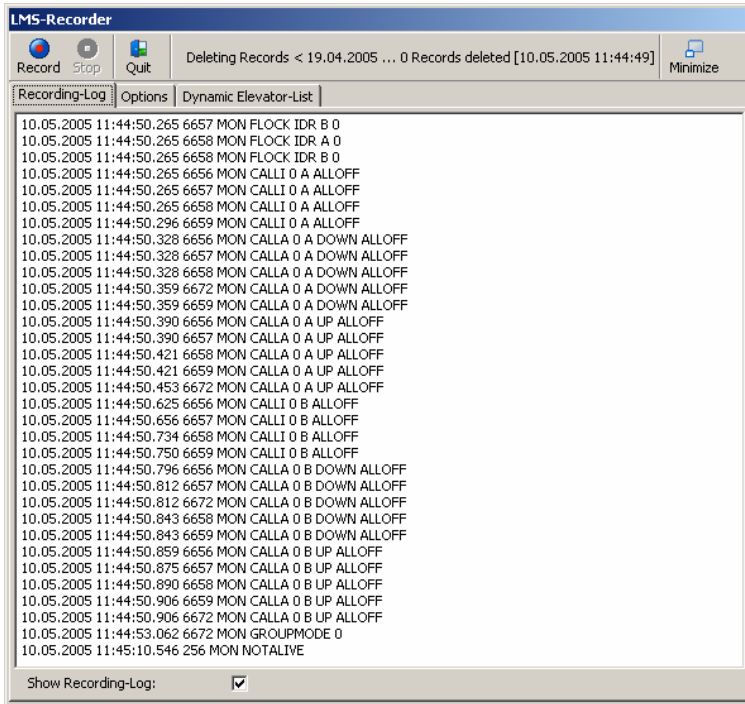 LMS-Recorder
Record Stop Quit Deleting Records < 19.04.2005 ... 0 Records deleted [10.05.2005 11:44:49] Minimize
Recording-Log Options Dynamic Elevator-List
10.05.2005 11:44:50.265 6657 MON FLOCK IDR B 0
10.05.2005 11:44:50.265 6658 MON FLOCK IDR A 0
10.05.2005 11:44:50.265 6658 MON FLOCK IDR B 0
10.05.2005 11:44:50.265 6656 MON CALLI 0 A ALLOFF
10.05.2005 11:44:50.265 6657 MON CALLI 0 A ALLOFF
10.05.2005 11:44:50.265 6658 MON CALLI 0 A ALLOFF
10.05.2005 11:44:50.296 6659 MON CALLI 0 A ALLOFF
10.05.2005 11:44:50.328 6656 MON CALLA 0 A DOWN ALLOFF
10.05.2005 11:44:50.328 6657 MON CALLA 0 A DOWN ALLOFF
10.05.2005 11:44:50.328 6658 MON CALLA 0 A DOWN ALLOFF
10.05.2005 11:44:50.359 6672 MON CALLA 0 A DOWN ALLOFF
10.05.2005 11:44:50.359 6659 MON CALLA 0 A DOWN ALLOFF
10.05.2005 11:44:50.390 6656 MON CALLA 0 A UP ALLOFF
10.05.2005 11:44:50.390 6657 MON CALLA 0 A UP ALLOFF
10.05.2005 11:44:50.421 6658 MON CALLA 0 A UP ALLOFF
10.05.2005 11:44:50.421 6659 MON CALLA 0 A UP ALLOFF
10.05.2005 11:44:50.453 6672 MON CALLA 0 A UP ALLOFF
10.05.2005 11:44:50.625 6656 MON CALLI 0 B ALLOFF
10.05.2005 11:44:50.656 6657 MON CALLI 0 B ALLOFF
10.05.2005 11:44:50.734 6658 MON CALLI 0 B ALLOFF
10.05.2005 11:44:50.750 6659 MON CALLI 0 B ALLOFF
10.05.2005 11:44:50.796 6656 MON CALLA 0 B DOWN ALLOFF
10.05.2005 11:44:50.812 6657 MON CALLA 0 B DOWN ALLOFF
10.05.2005 11:44:50.812 6672 MON CALLA 0 B DOWN ALLOFF
10.05.2005 11:44:50.843 6658 MON CALLA 0 B DOWN ALLOFF
10.05.2005 11:44:50.843 6659 MON CALLA 0 B DOWN ALLOFF
10.05.2005 11:44:50.859 6656 MON CALLA 0 B UP ALLOFF
10.05.2005 11:44:50.875 6657 MON CALLA 0 B UP ALLOFF
10.05.2005 11:44:50.890 6658 MON CALLA 0 B UP ALLOFF
10.05.2005 11:44:50.906 6659 MON CALLA 0 B UP ALLOFF
10.05.2005 11:44:50.906 6672 MON CALLA 0 B UP ALLOFF
10.05.2005 11:44:53.062 6672 MON GROUPMODE 0
10.05.2005 11:45:10.546 256 MON NOTALIVE
Show Recording-Log: